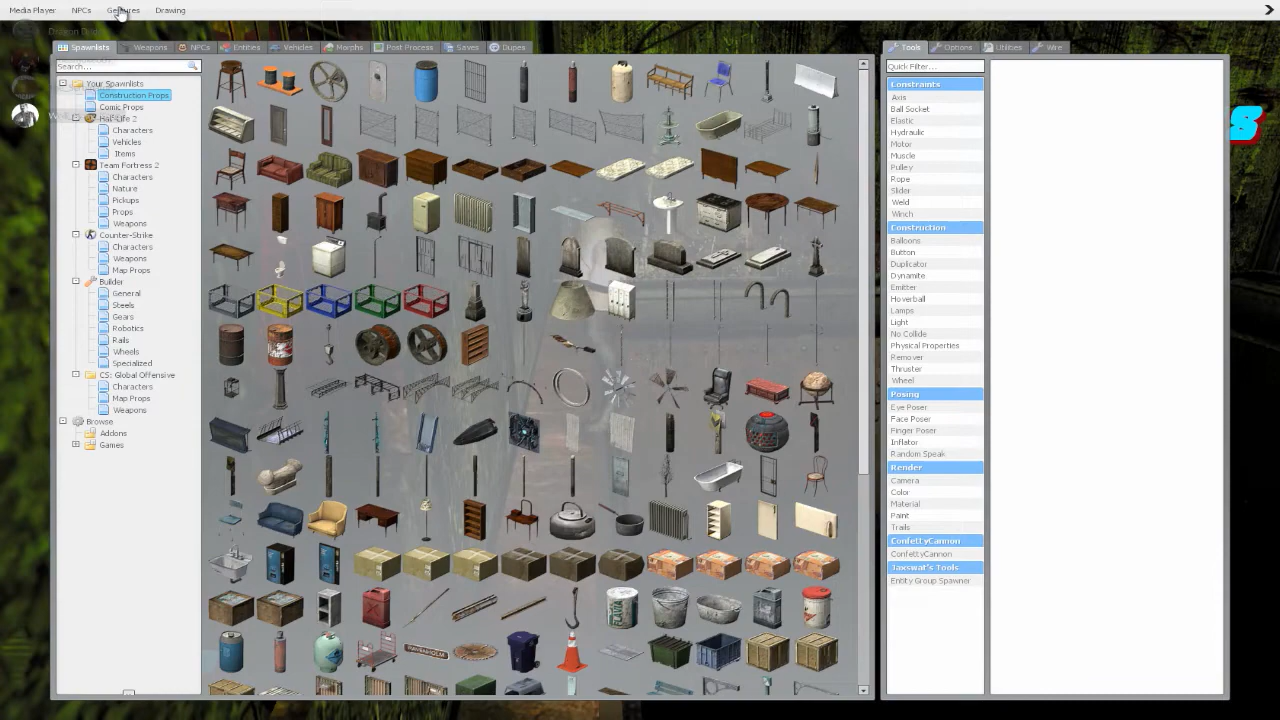 Media Player NPCs Gestures Drawing
Spawnlists Weapons NPCs Entities Vehicles Morphs Post Process Saves Dupes
Search...
Your Spawnlists
Construction Props
Comic Props
Half-Life 2
Characters
Vehicles
Items
Team Fortress 2
Characters
Nature
Pickups
Props
Weapons
Counter-Strike
Characters
Weapons
Map Props
Builder
General
Steels
Gears
Robotics
Rails
Wheels
Specialized
CS: Global Offensive
Characters
Map Props
Weapons
Browse
Addons
Games
Tools Options Utilities Wire
Quick Filter...
Constraints
Axis
Ball Socket
Elastic
Hydraulic
Motor
Muscle
Pulley
Rope
Slider
Weld
Winch
Construction
Balloons
Button
Duplicator
Dynamite
Emitter
Hoverball
Lamps
Light
No Collide
Physical Properties
Remover
Thruster
Wheel
Posing
Eye Poser
Face Poser
Finger Poser
Inflator
Random Speak
Render
Camera
Color
Material
Paint
Trails
ConfettyCannon
ConfettyCannon
Jaxswat's Tools
Entity Group Spawner
S